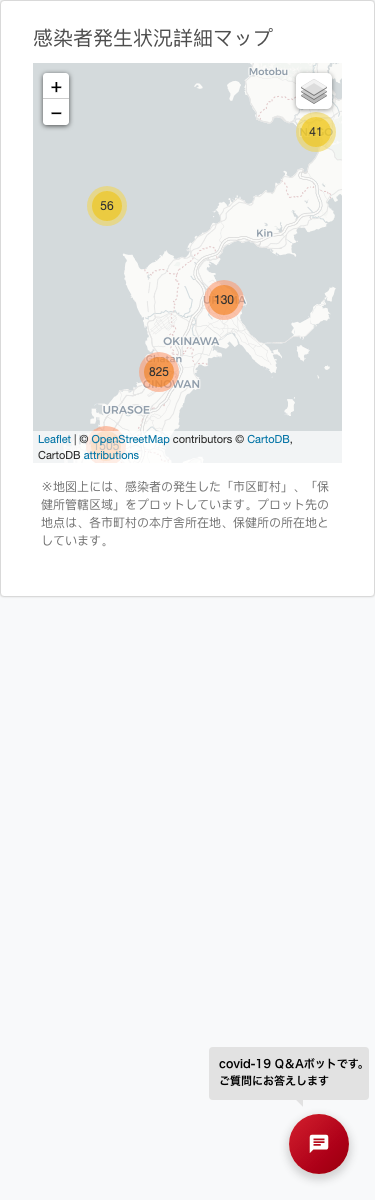 感染者発生状況詳細マップ
Motobu
+
−
41
56
Kin
130
OKINAWA
Chatan
825
GINOWAN
URASOE
Leaflet | © OpenStreetMap contributors © CartoDB,
CartoDB attributions
※地図上には、感染者の発生した「市区町村」、「保
健所管轄区域」をプロットしています。プロット先の
地点は、各市町村の本庁舎所在地、保健所の所在地と
しています。
covid-19 Q&Aボットです。
ご質問にお答えします